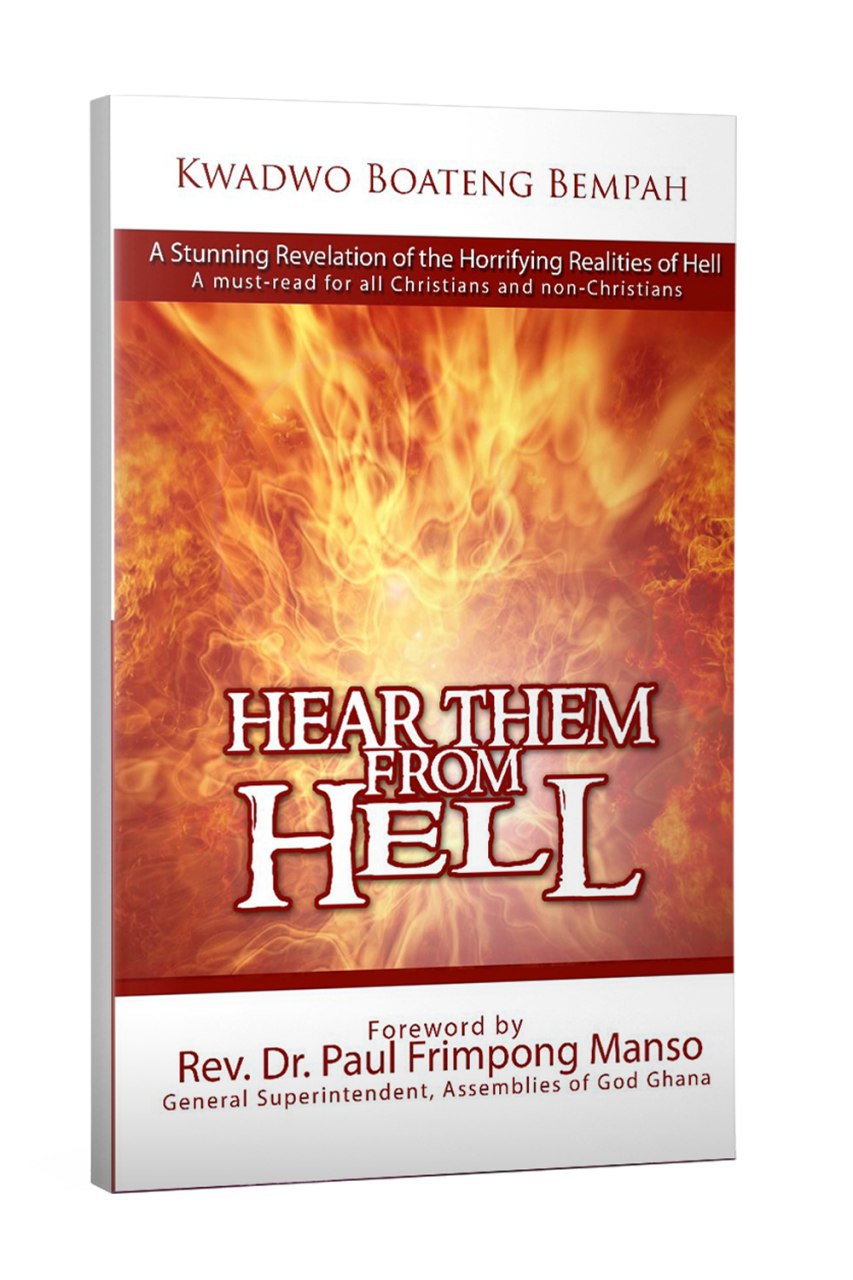 KWADWO BOATENG BEMPAH
A Stunning Revelation of the Horrifying Realities of Hell
A must-read for all Christians and non-Christians
HEAR THEM
FROM
HELL
Foreword by
Rev. Dr. Paul Frimpong Manso
General Superintendent, Assemblies of God Ghana